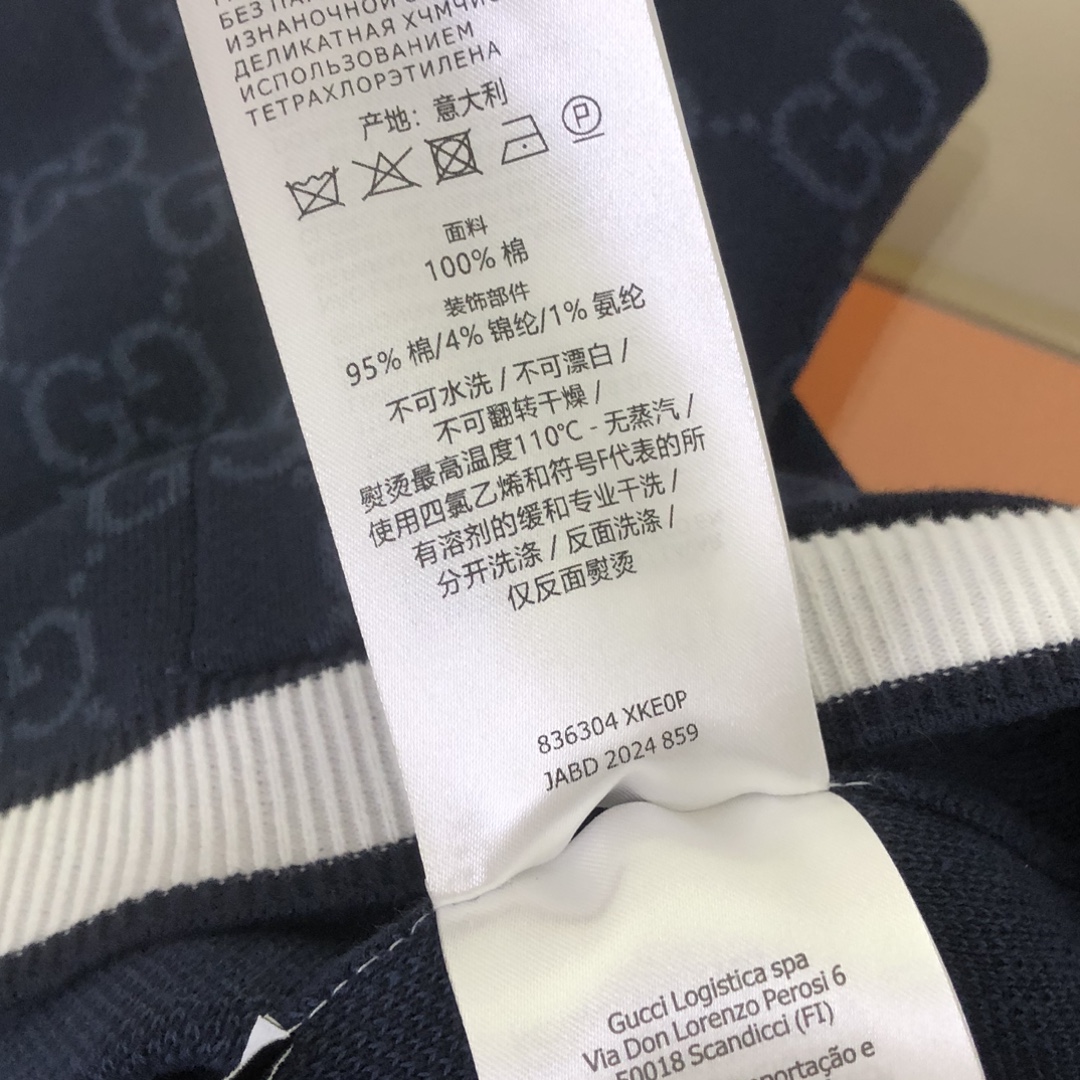 БЕЗ
ИЗНАНОЧНОЙ
ДЕЛИКАТНАЯ ХЧМЧИС
ИСПОЛЬЗОВАНИЕМ
ТЕТРАХЛОРЭТИЛЕНА
产地：意大利
P
面料
100% 棉
装饰部件
95% 棉/4% 锦纶/1% 氨纶
不可水洗 / 不可漂白 /
不可翻转干燥 /
熨烫最高温度110℃ - 无蒸汽 /
使用四氯乙烯和符号F代表的所
有溶剂的缓和专业干洗 /
分开洗涤 / 反面洗涤 /
仅反面熨烫
836304 XKE0P
JABD 2024 859
Gucci Logistica spa
Via Don Lorenzo Perosi 6
50018 Scandicci (FI)